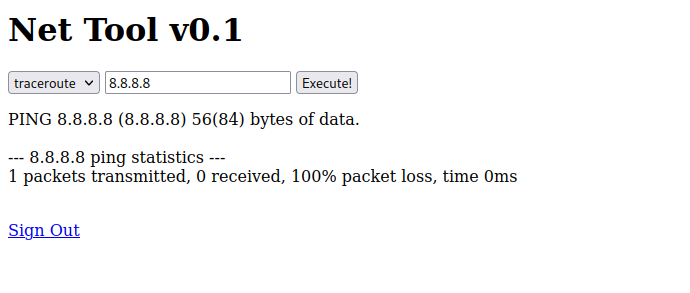 Net Tool v0.1
traceroute 8.8.8.8 Execute!
PING 8.8.8.8 (8.8.8.8) 56(84) bytes of data.
--- 8.8.8.8 ping statistics ---
1 packets transmitted, 0 received, 100% packet loss, time 0ms
Sign Out